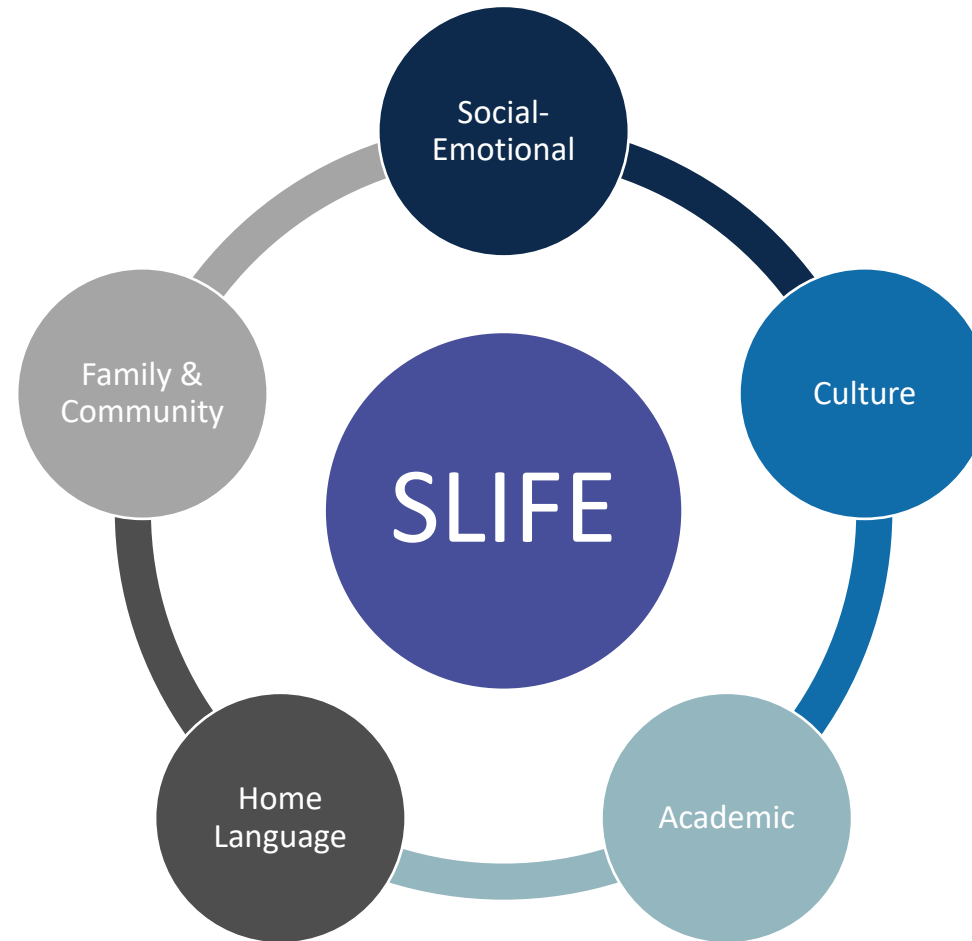 Social-
Emotional
Culture
Academic
Home
Language
Family &
Community
SLIFE